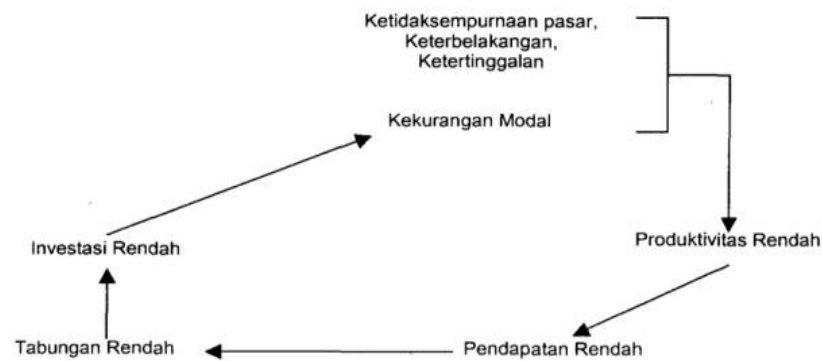 Ketidaksempurnaan pasar,
Keterbelakangan,
Ketertinggalan
Kekurangan Modal
Investasi Rendah
Produktivitas Rendah
Tabungan Rendah
Pendapatan Rendah